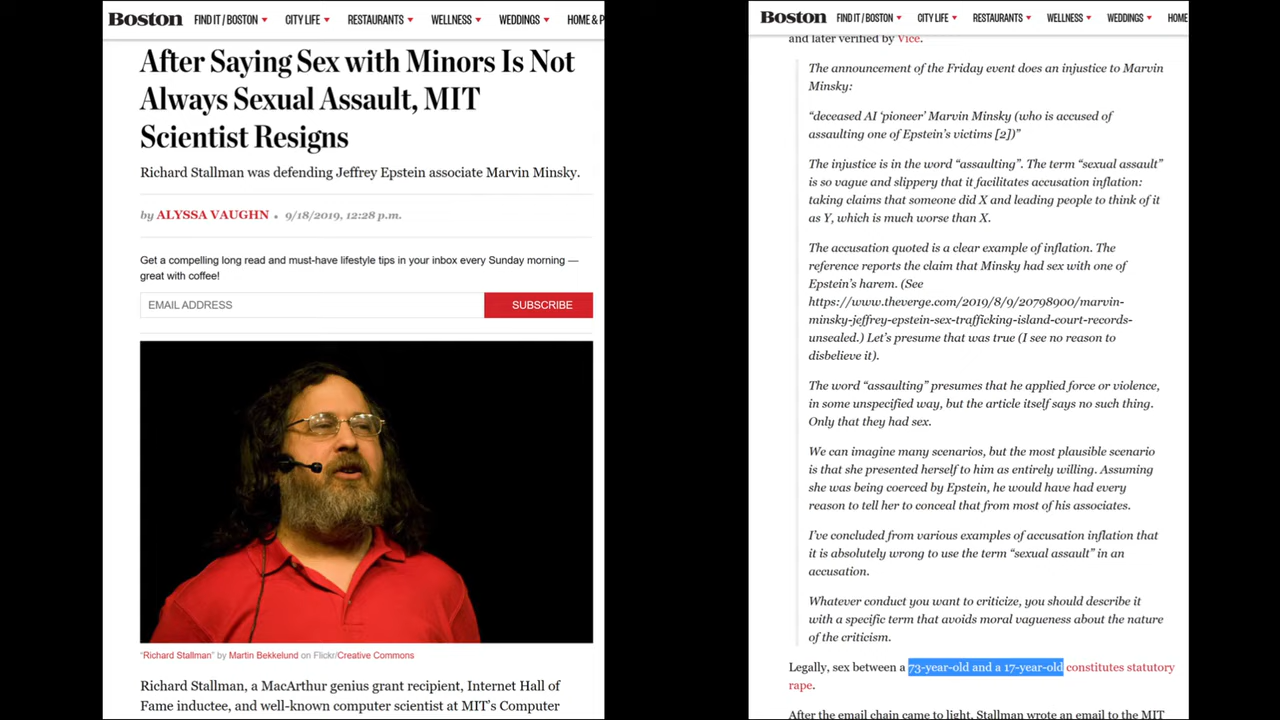 Boston FIND IT / BOSTON CITY LIFE RESTAURANTS WELLNESS WEDDINGS HOME & P
After Saying Sex with Minors Is Not
Always Sexual Assault, MIT
Scientist Resigns
Richard Stallman was defending Jeffrey Epstein associate Marvin Minsky.
by ALYSSA VAUGHN • 9/18/2019, 12:28 p.m.
Get a compelling long read and must-have lifestyle tips in your inbox every Sunday morning —
great with coffee!
EMAIL ADDRESS SUBSCRIBE
“Richard Stallman” by Martin Bekkelund on Flickr/Creative Commons
Richard Stallman, a MacArthur genius grant recipient, Internet Hall of
Fame inductee, and well-known computer scientist at MIT’s Computer
Boston FIND IT / BOSTON CITY LIFE RESTAURANTS WELLNESS WEDDINGS HOME
and later verified by Vice.
The announcement of the Friday event does an injustice to Marvin
Minsky:
“deceased AI ‘pioneer’ Marvin Minsky (who is accused of
assaulting one of Epstein’s victims [2])”
The injustice is in the word “assaulting”. The term “sexual assault”
is so vague and slippery that it facilitates accusation inflation:
taking claims that someone did X and leading people to think of it
as Y, which is much worse than X.
The accusation quoted is a clear example of inflation. The
reference reports the claim that Minsky had sex with one of
Epstein’s harem. (See
https://www.theverge.com/2019/8/9/20798900/marvin-
minsky-jeffrey-epstein-sex-trafficking-island-court-records-
unsealed.) Let’s presume that was true (I see no reason to
disbelieve it).
The word “assaulting” presumes that he applied force or violence,
in some unspecified way, but the article itself says no such thing.
Only that they had sex.
We can imagine many scenarios, but the most plausible scenario
is that she presented herself to him as entirely willing. Assuming
she was being coerced by Epstein, he would have had every
reason to tell her to conceal that from most of his associates.
I’ve concluded from various examples of accusation inflation that
it is absolutely wrong to use the term “sexual assault” in an
accusation.
Whatever conduct you want to criticize, you should describe it
with a specific term that avoids moral vagueness about the nature
of the criticism.
Legally, sex between a 73-year-old and a 17-year-old constitutes statutory
rape.
After the email chain came to light, Stallman wrote an email to the MIT